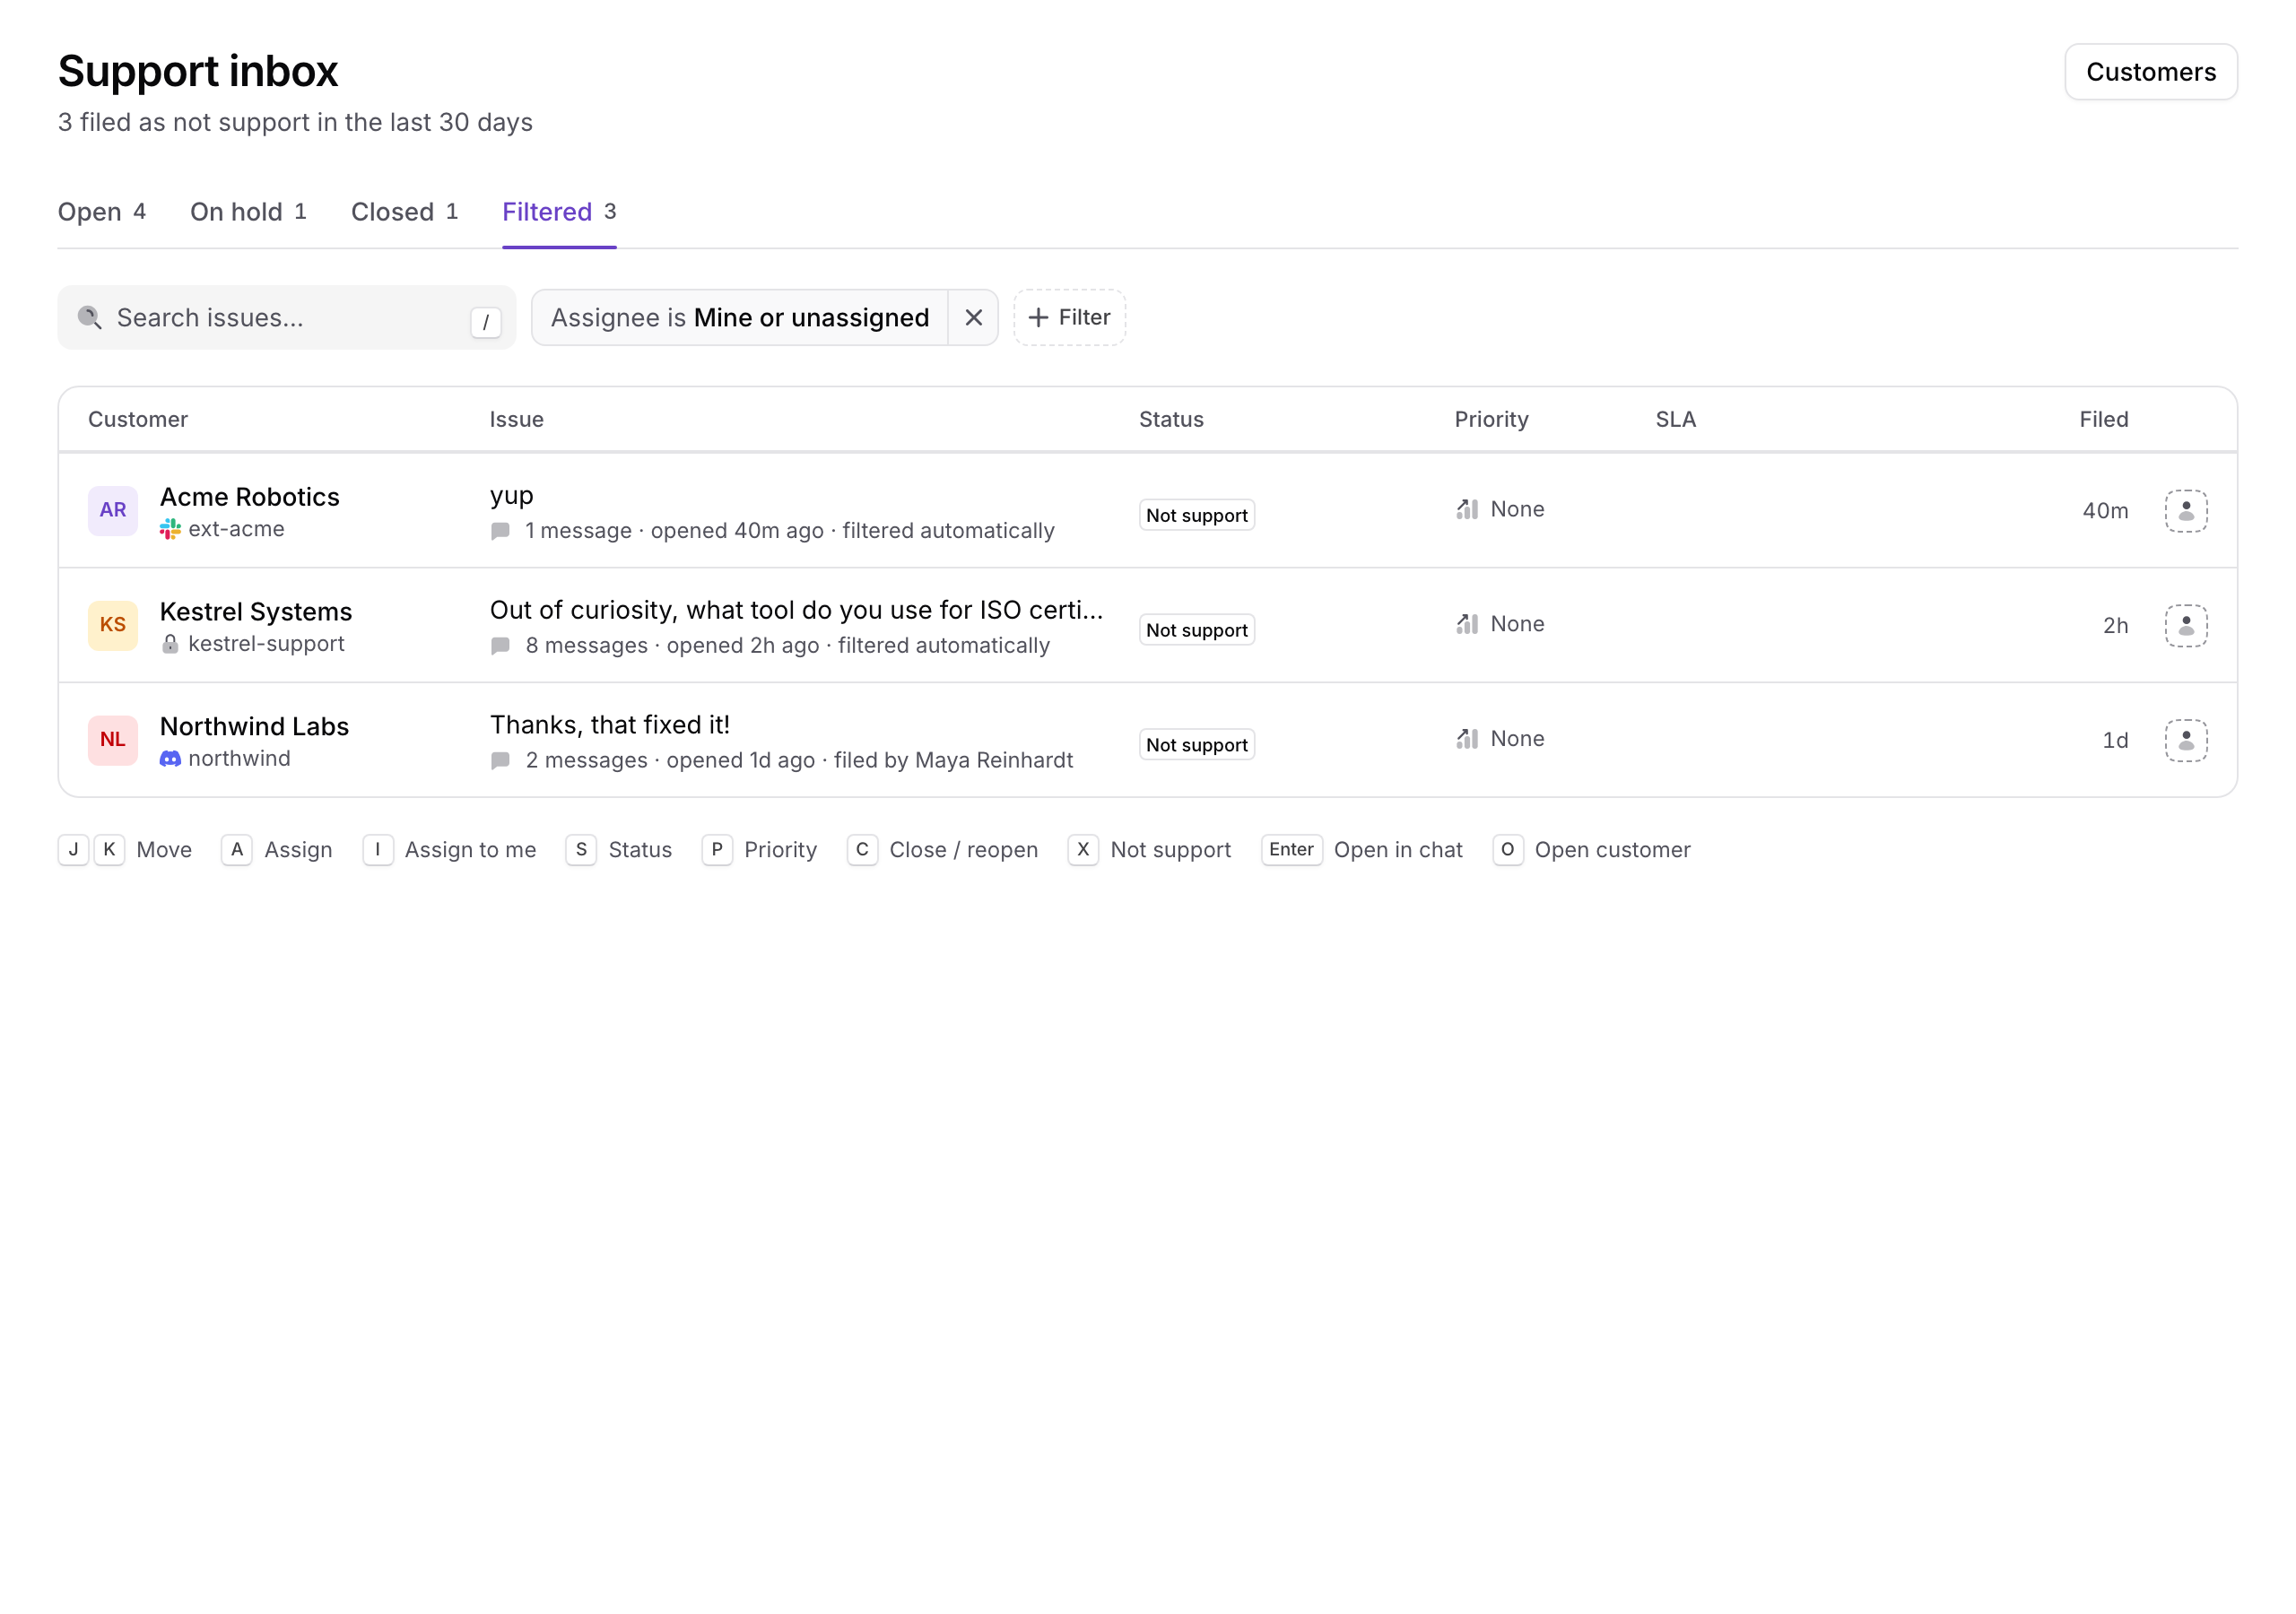 Support inbox
Customers
3 filed as not support in the last 30 days
Open 4 On hold 1 Closed 1 Filtered 3
Search issues... / Assignee is Mine or unassigned Filter
Customer Issue Status Priority SLA Filed
AR Acme Robotics yup Not support None 40m
ext-acme 1 message · opened 40m ago · filtered automatically
KS Kestrel Systems Out of curiosity, what tool do you use for ISO certi... Not support None 2h
kestrel-support 8 messages · opened 2h ago · filtered automatically
NL Northwind Labs Thanks, that fixed it! Not support None 1d
northwind 2 messages · opened 1d ago · filed by Maya Reinhardt
J K Move A Assign I Assign to me S Status P Priority C Close / reopen X Not support Enter Open in chat O Open customer